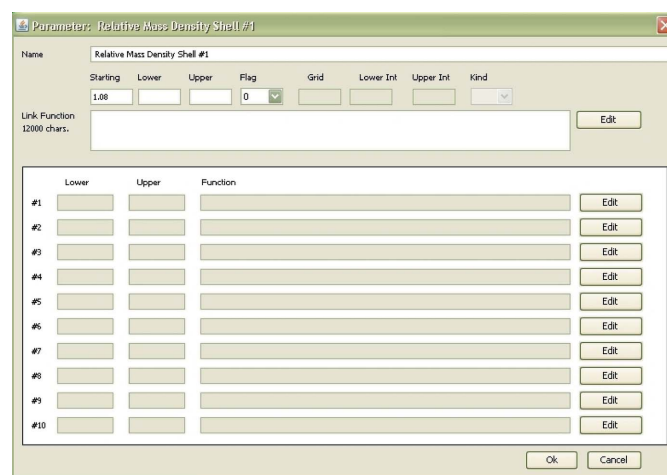 Parameter: Relative Mass Density Shell #1
Name Relative Mass Density Shell #1
Starting Lower Upper Flag Grid Lower Int Upper Int Kind
1.08 0
Link Function
12000 chars.
Edit
Lower Upper Function
#1 Edit
#2 Edit
#3 Edit
#4 Edit
#5 Edit
#6 Edit
#7 Edit
#8 Edit
#9 Edit
#10 Edit
Ok Cancel